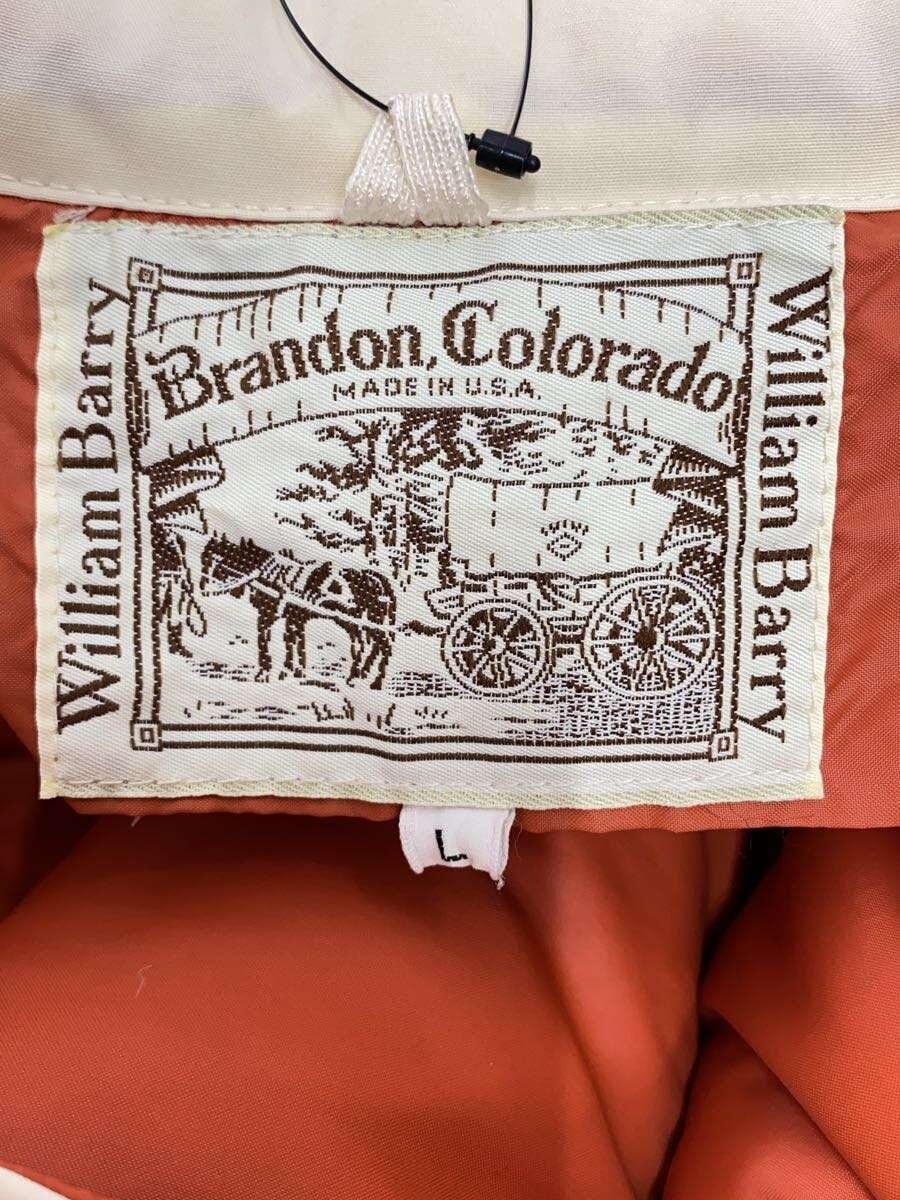 William Barry
Brandon, Colorado
MADE IN U.S.A.
William Barry
L